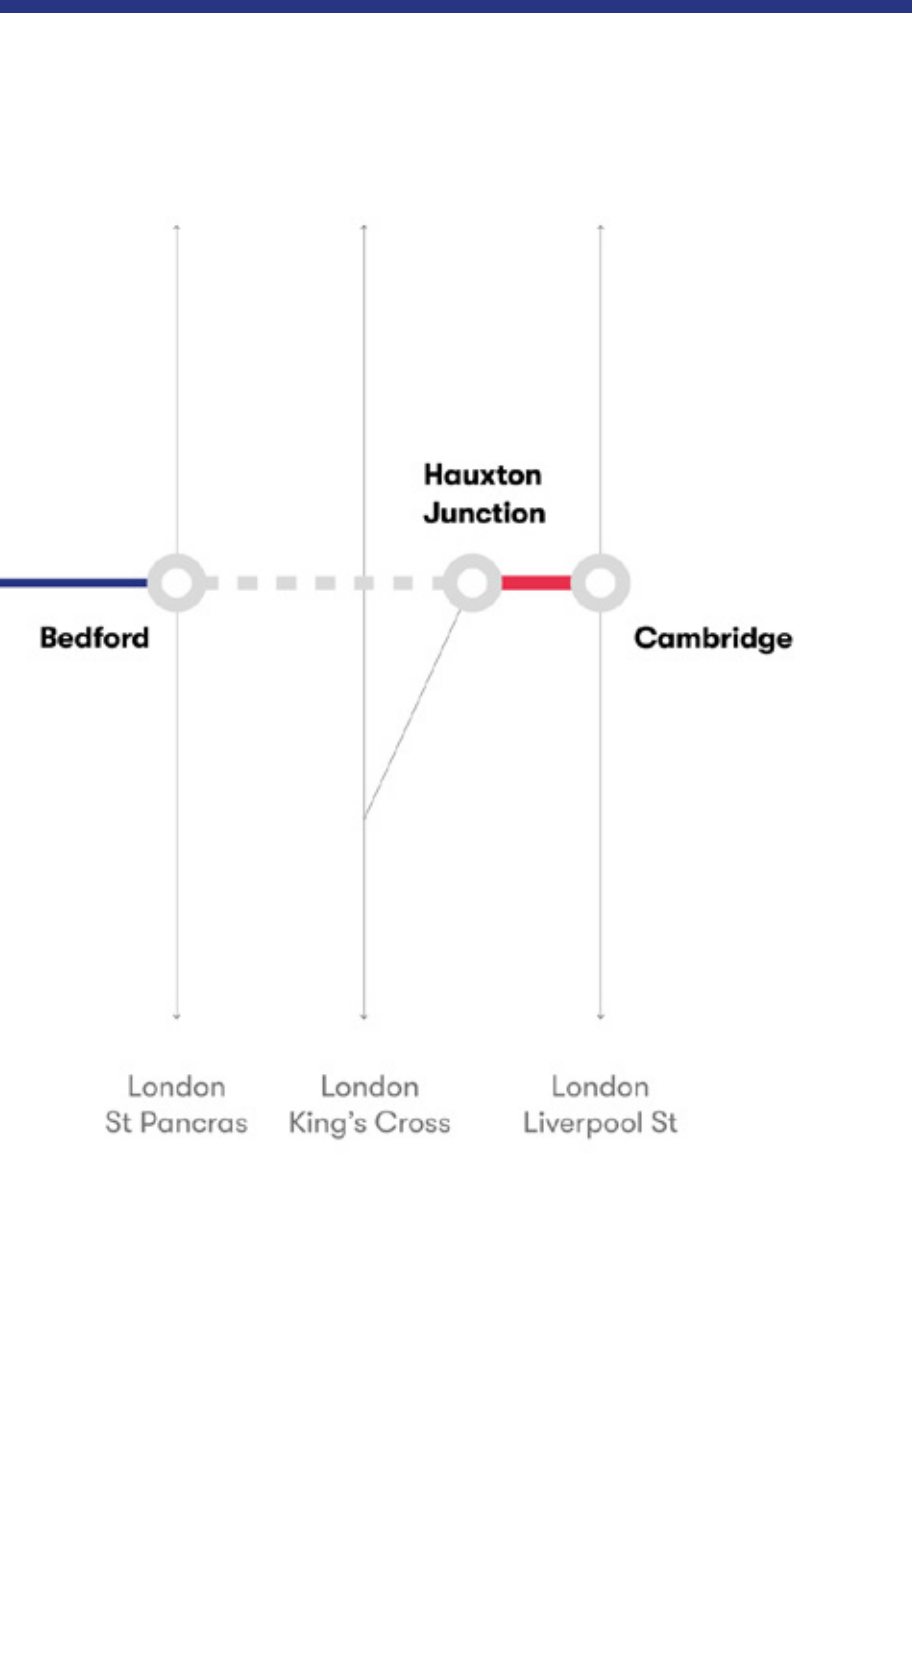 Hauxton
Junction
Bedford
Cambridge
London
St Pancras
London
King's Cross
London
Liverpool St